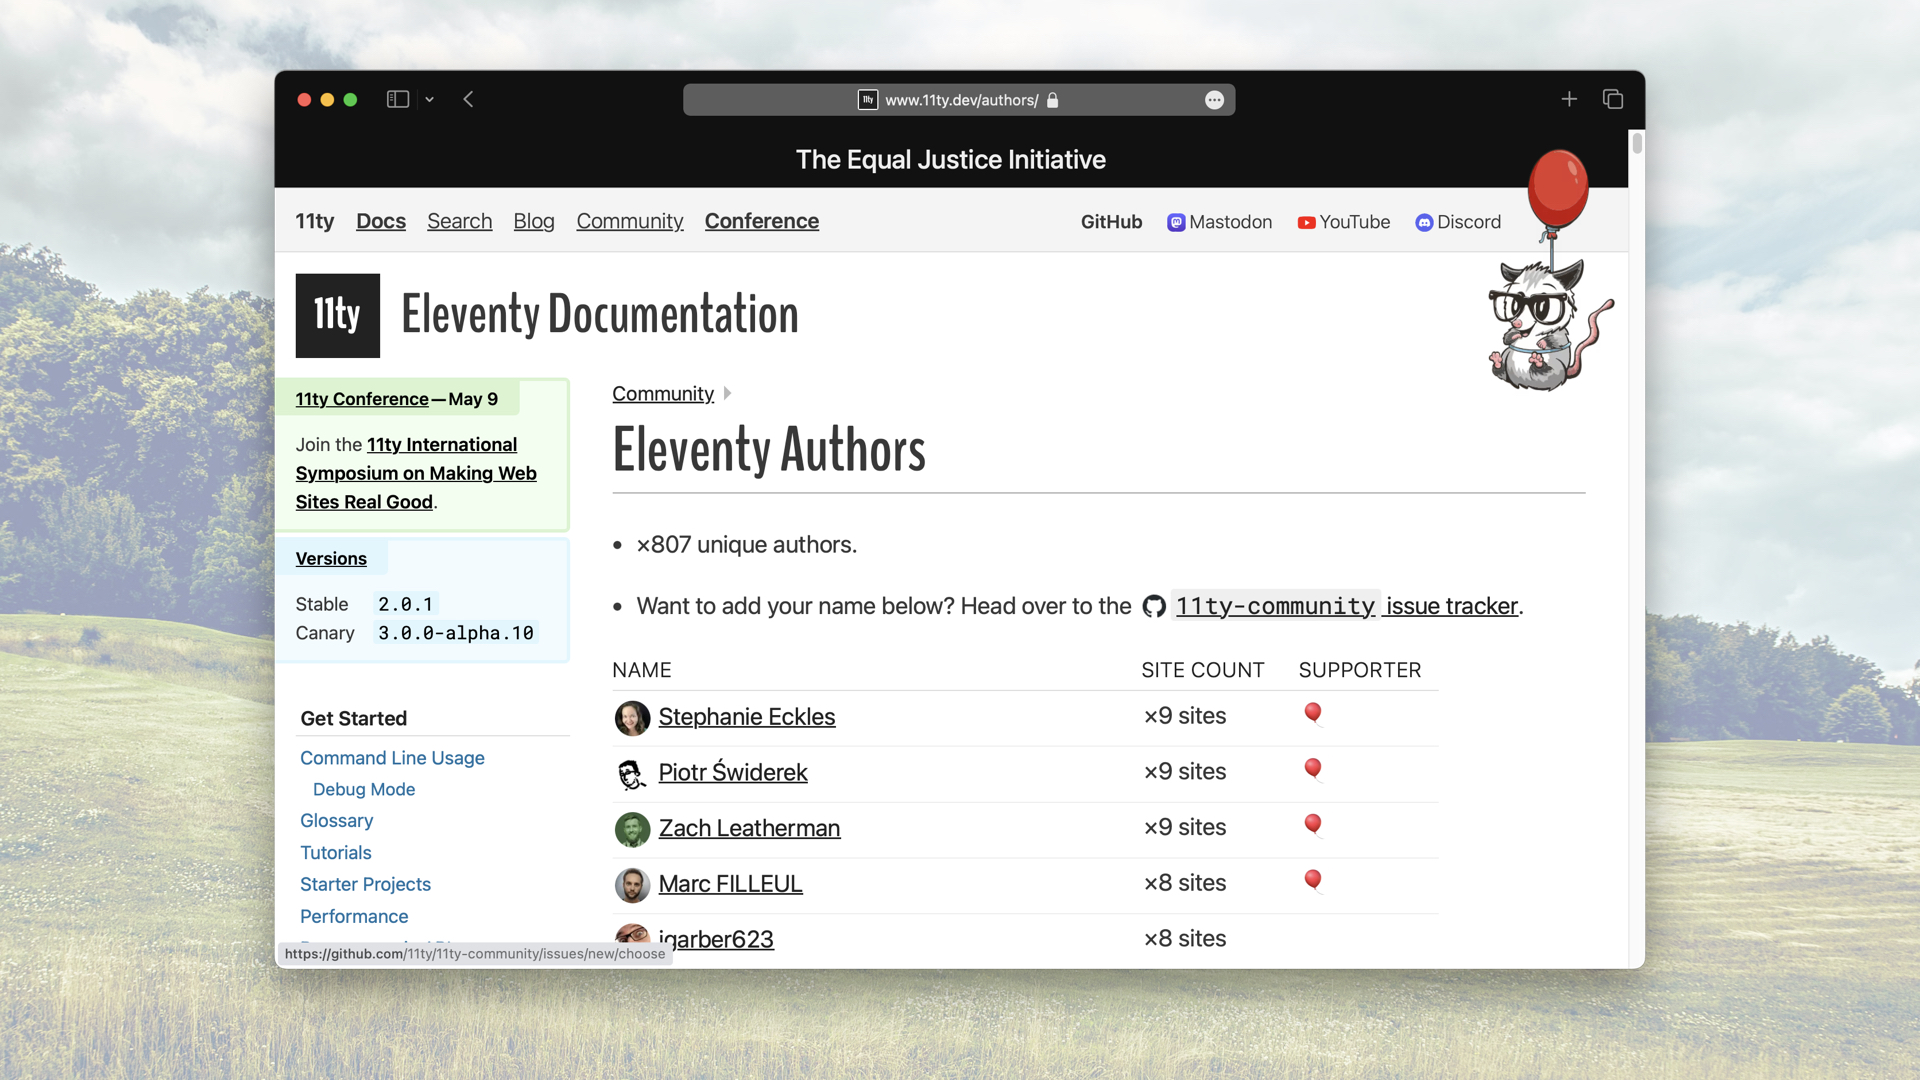 11ty www.11ty.dev/authors/
The Equal Justice Initiative
11ty Docs Search Blog Community Conference GitHub Mastodon YouTube Discord
11ty Eleventy Documentation
11ty Conference—May 9
Join the 11ty International
Symposium on Making Web
Sites Real Good.
Versions
Stable 2.0.1
Canary 3.0.0-alpha.10
Get Started
Command Line Usage
Debug Mode
Glossary
Tutorials
Starter Projects
Performance
https://github.com/11ty/11ty-community/issues/new/choose
Community
Eleventy Authors
• ×807 unique authors.
• Want to add your name below? Head over to the 11ty-community issue tracker.
NAME SITE COUNT SUPPORTER
Stephanie Eckles ×9 sites
Piotr Świderek ×9 sites
Zach Leatherman ×9 sites
Marc FILLEUL ×8 sites
jgarber623 ×8 sites